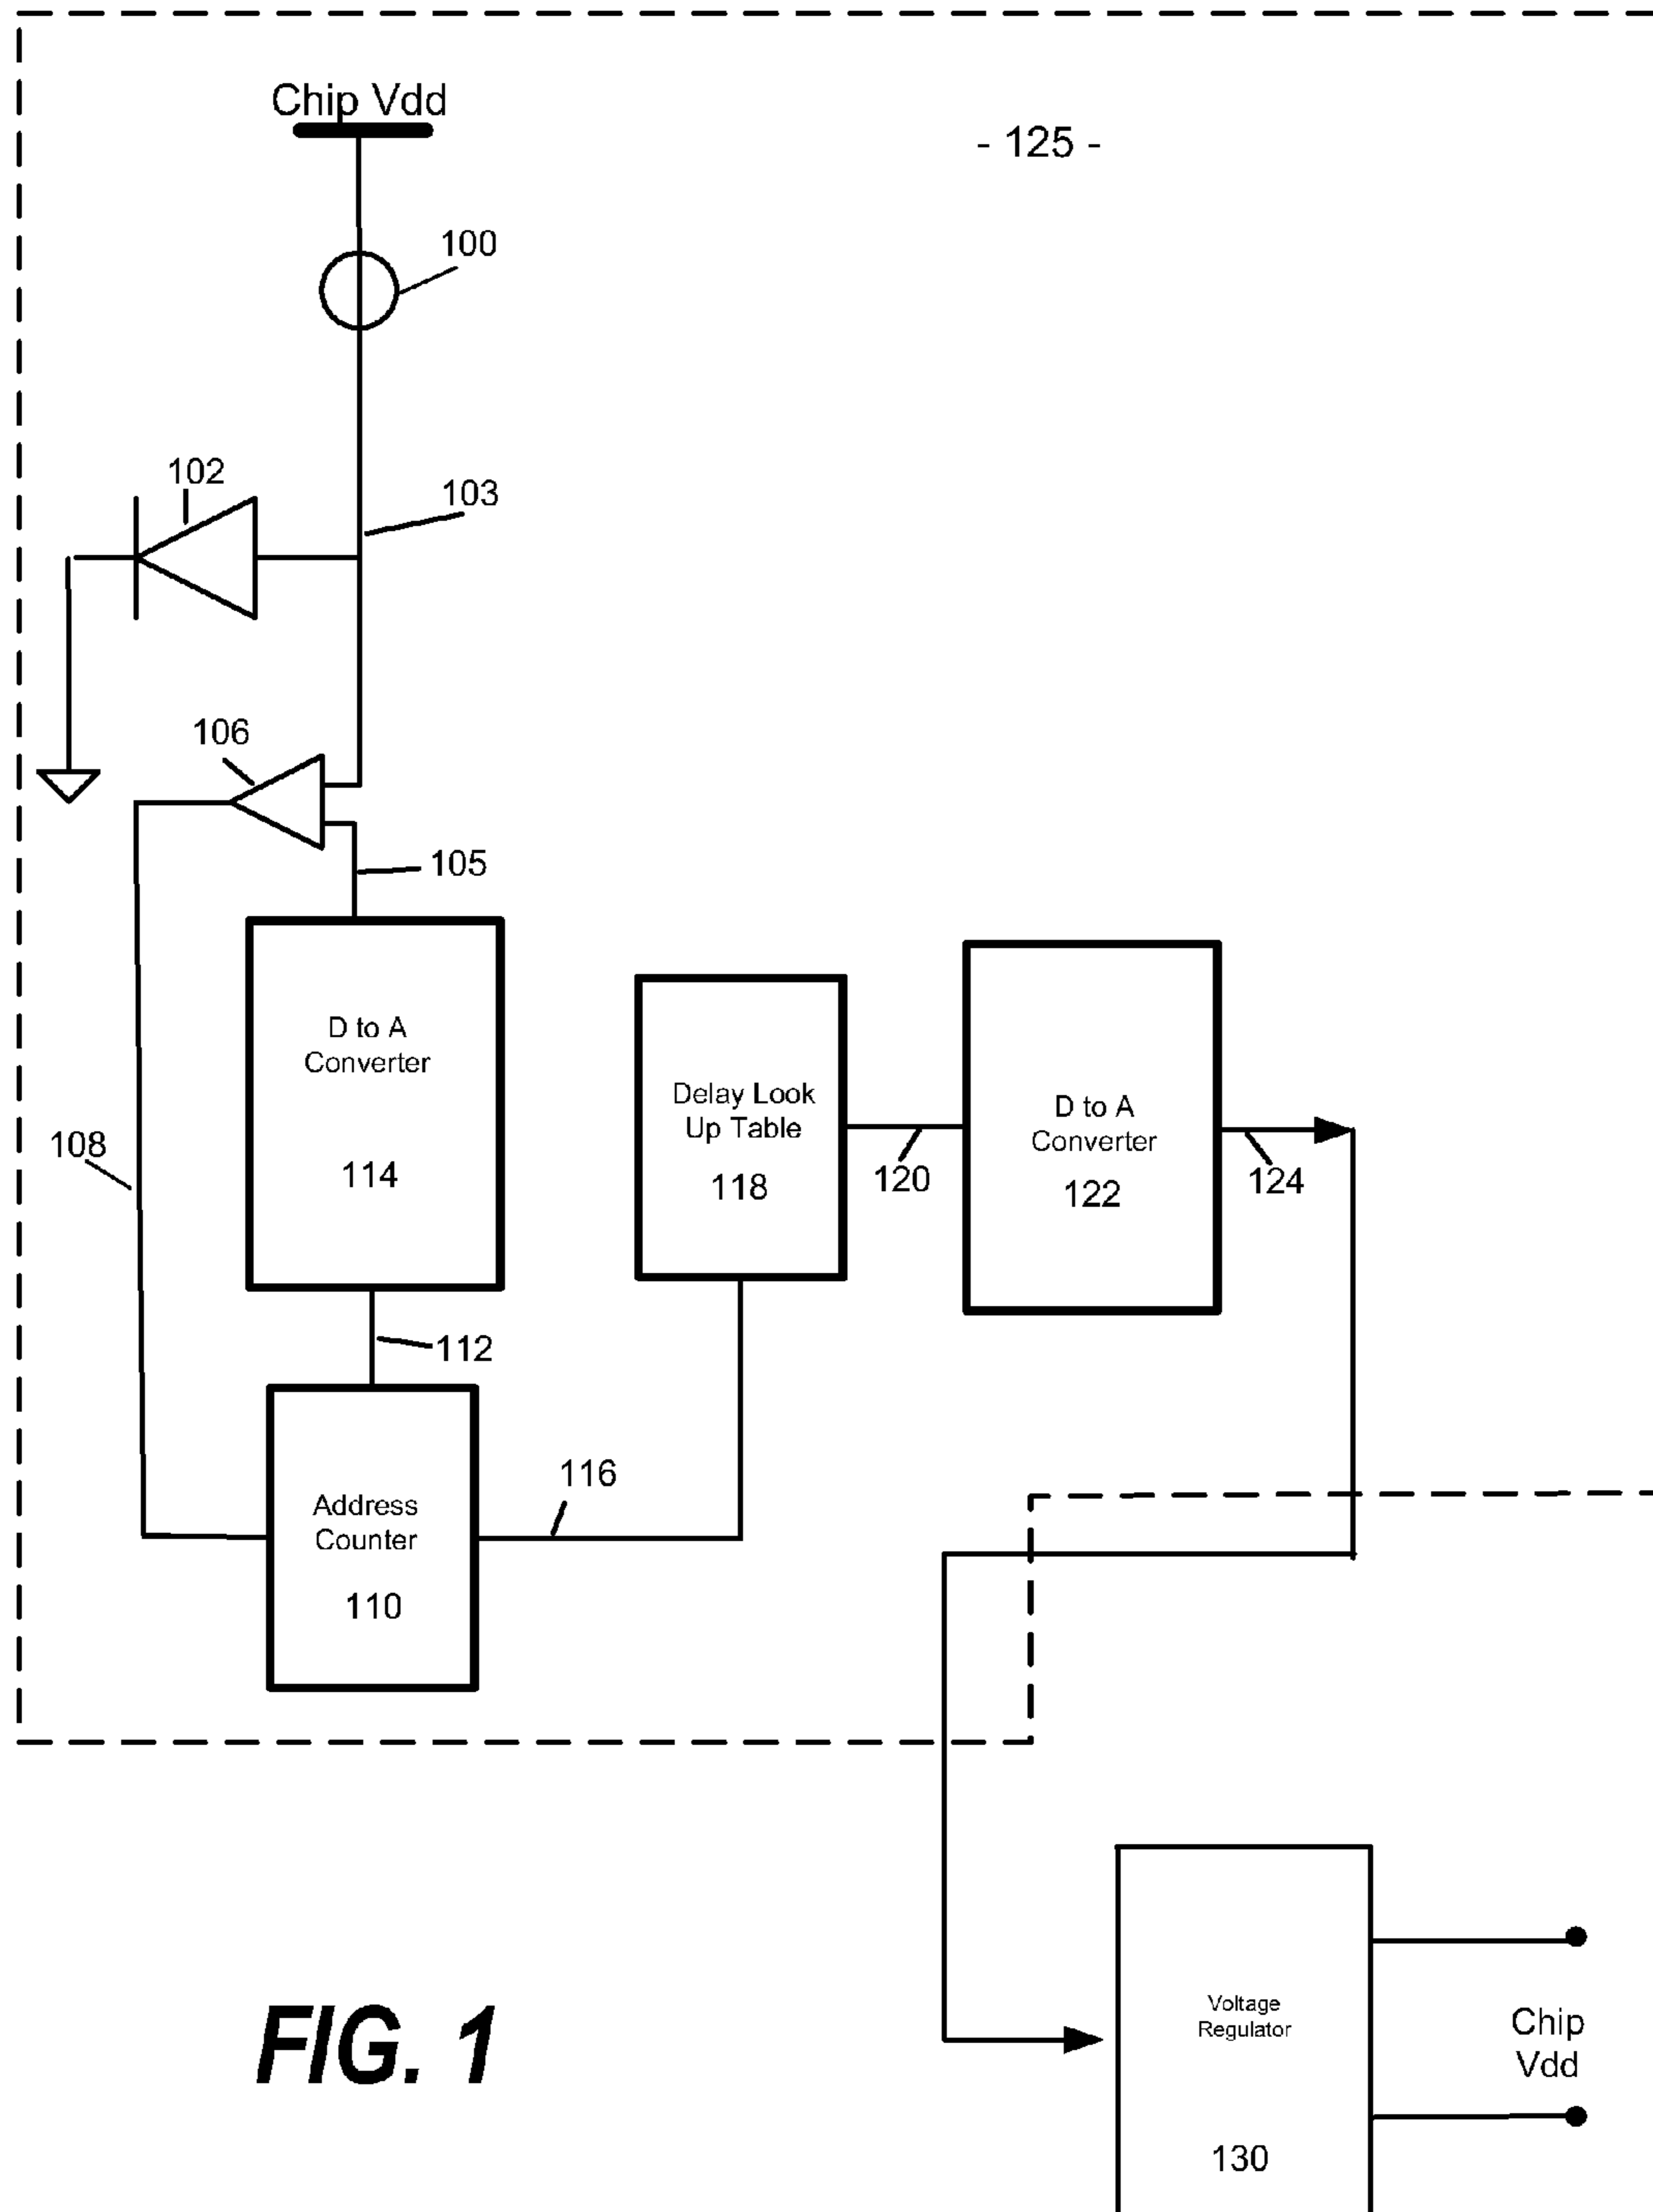 Chip Vdd
- 125 -
100
102
103
106
105
D to A
Converter
114
Delay Look
Up Table
118
D to A
Converter
122
120
124
108
112
116
Address
Counter
110
Voltage
Regulator
130
Chip
Vdd
FIG. 1